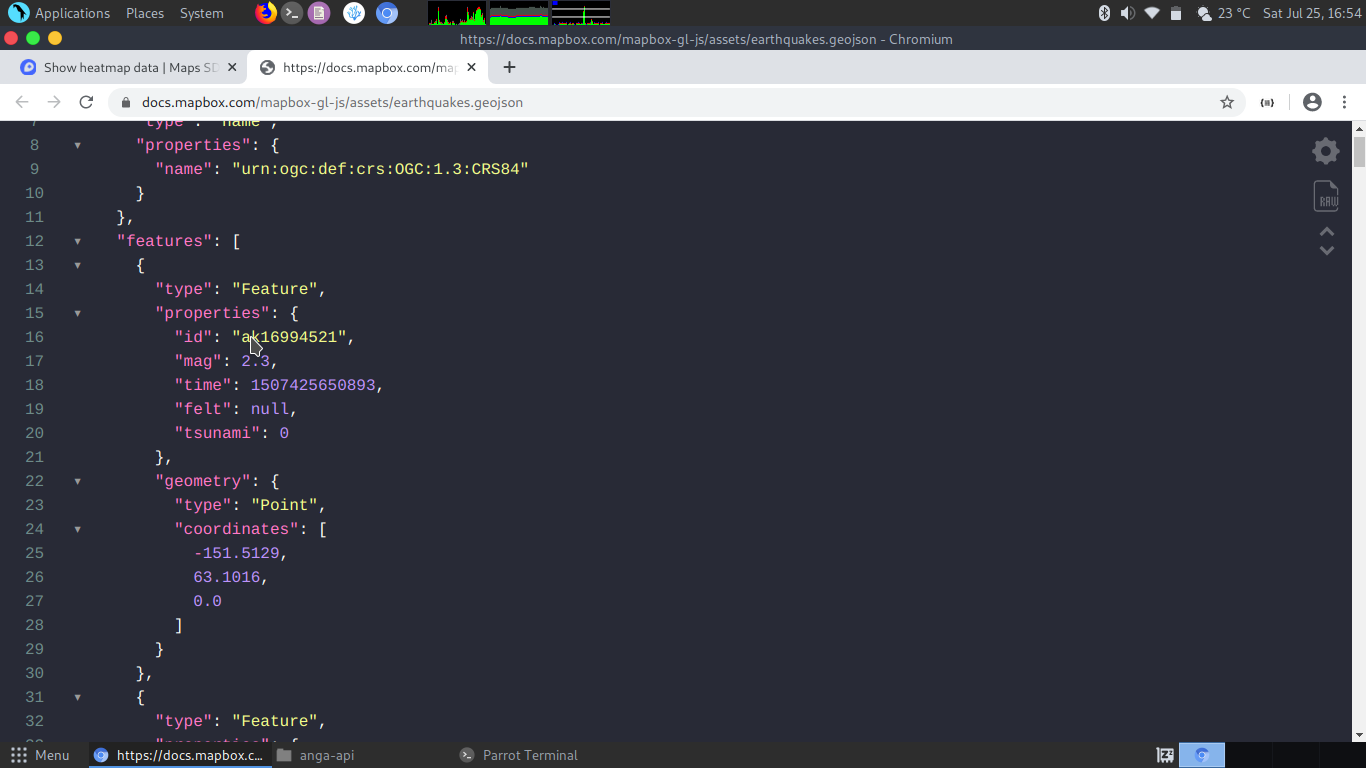 Applications Places System 23 °C Sat Jul 25, 16:54
https://docs.mapbox.com/mapbox-gl-js/assets/earthquakes.geojson - Chromium
Show heatmap data | Maps SD https://docs.mapbox.com/map
docs.mapbox.com/mapbox-gl-js/assets/earthquakes.geojson
7 "type": "name",
8 "properties": {
9 "name": "urn:ogc:def:crs:OGC:1.3:CRS84"
10 }
11 },
12 "features": [
13 {
14 "type": "Feature",
15 "properties": {
16 "id": "ak16994521",
17 "mag": 2.3,
18 "time": 1507425650893,
19 "felt": null,
20 "tsunami": 0
21 },
22 "geometry": {
23 "type": "Point",
24 "coordinates": [
25 -151.5129,
26 63.1016,
27 0.0
28 ]
29 }
30 },
31 {
32 "type": "Feature",
33 "properties": {
RAW
Menu https://docs.mapbox.c... anga-api Parrot Terminal